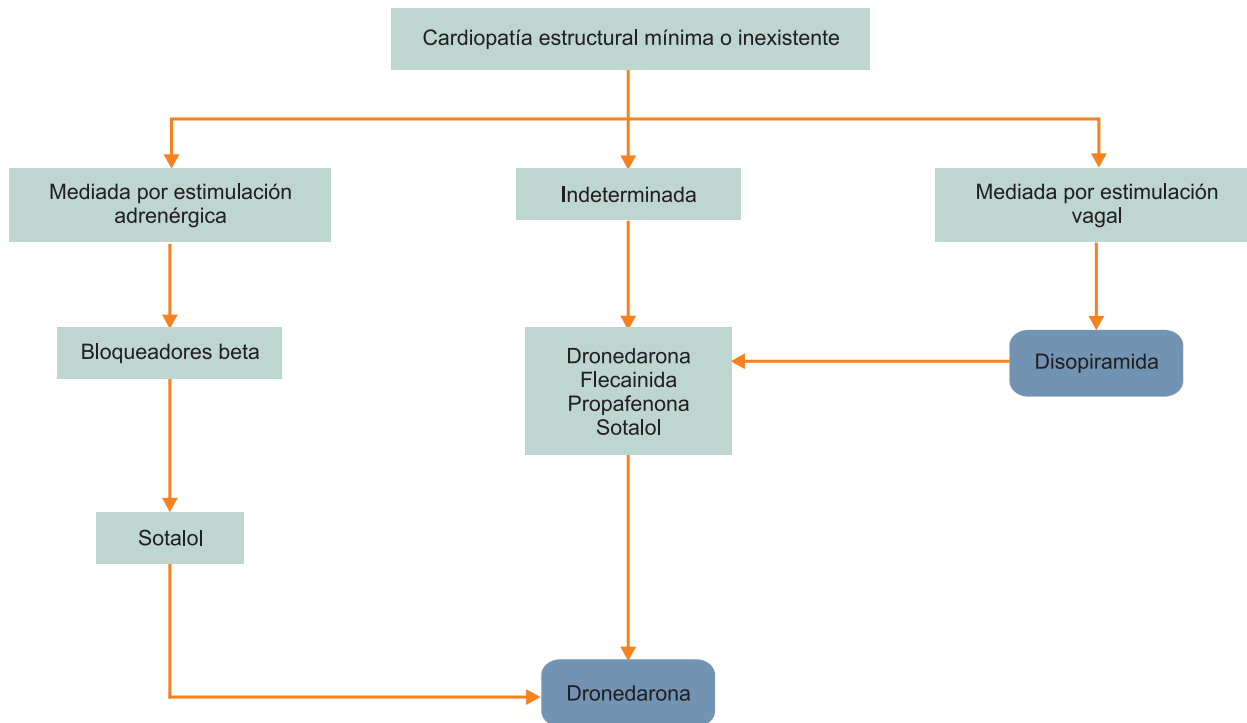 Cardiopatía estructural mínima o inexistente
Mediada por estimulación
adrenérgica
Indeterminada
Mediada por estimulación
vagal
Bloqueadores beta
Dronedarona
Flecainida
Propafenona
Sotalol
Disopiramida
Sotalol
Dronedarona